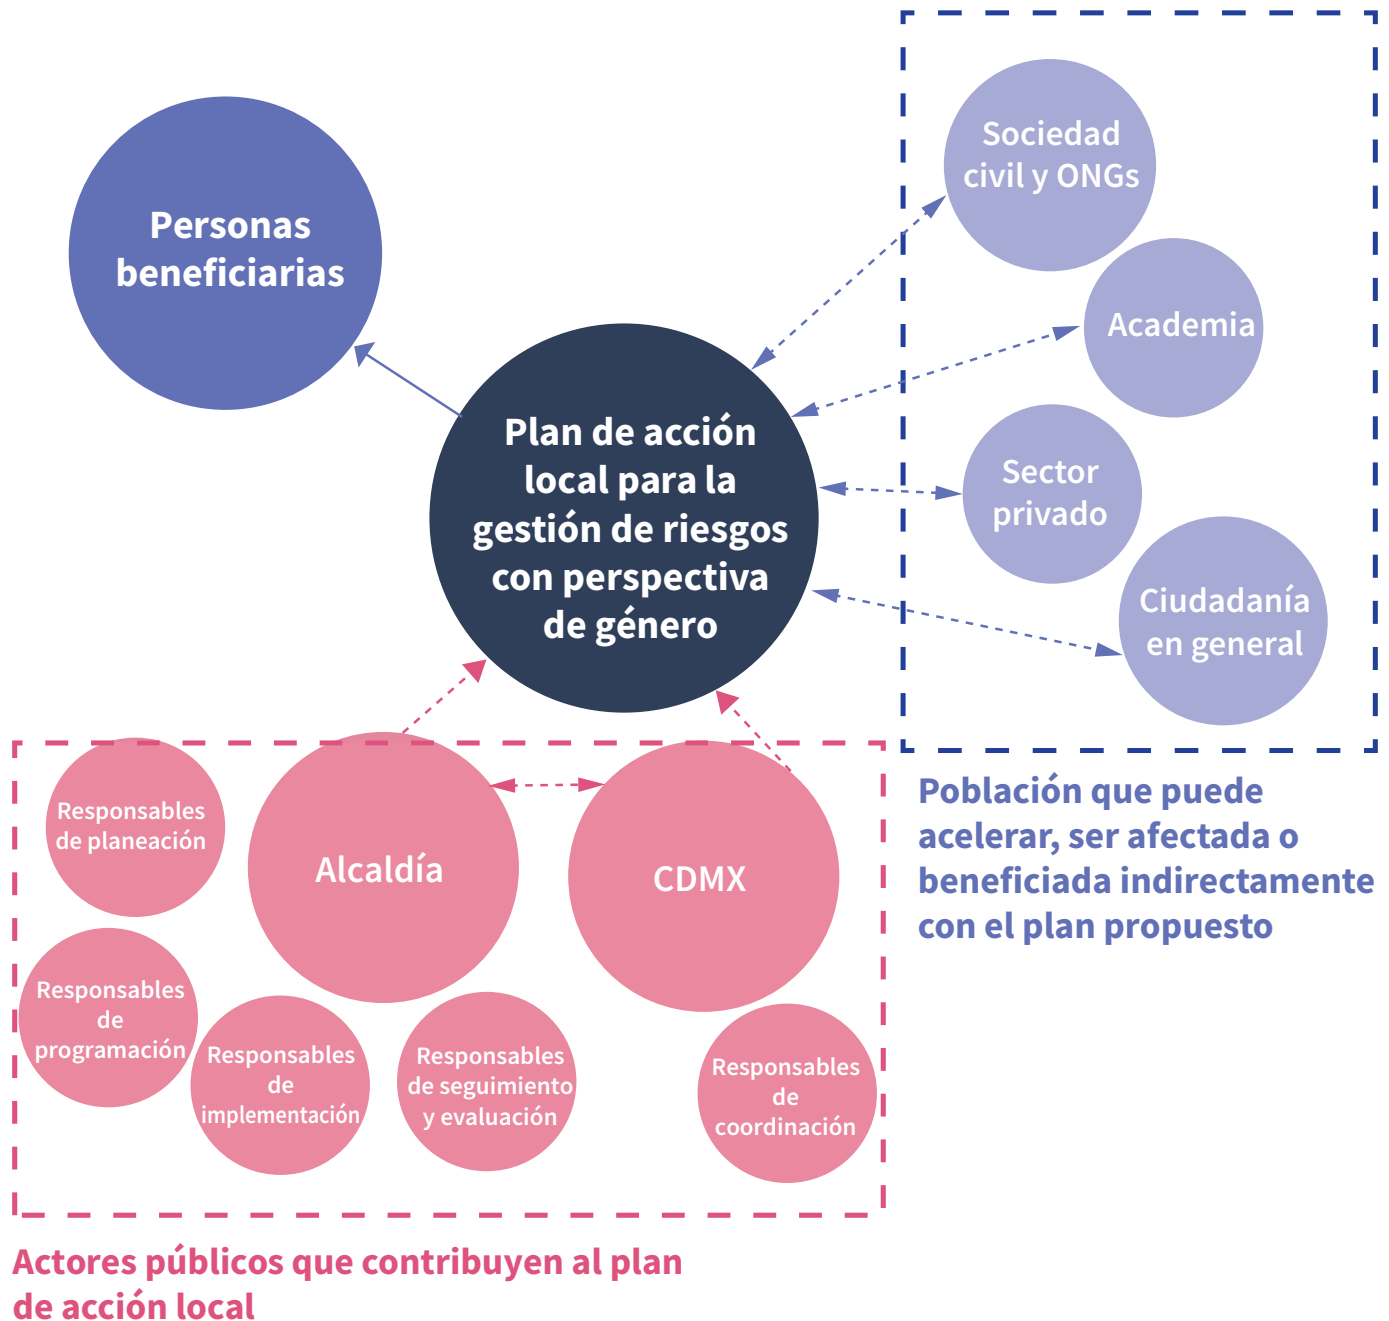 Personas
beneficiarias
Sociedad
civil y ONGs
Academia
Sector
privado
Ciudadanía
en general
Plan de acción
local para la
gestión de riesgos
con perspectiva
de género
Población que puede
acelerar, ser afectada o
beneficiada indirectamente
con el plan propuesto
Responsables
de planeación
Alcaldía
CDMX
Responsables
de
programación
Responsables
de
implementación
Responsables
de seguimiento
y evaluación
Responsables
de
coordinación
Actores públicos que contribuyen al plan
de acción local